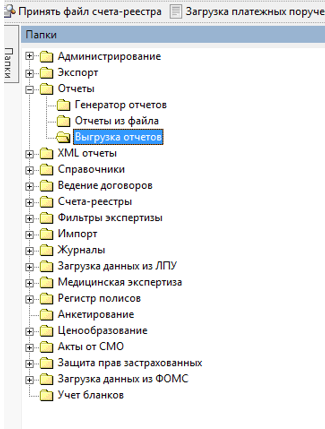 Принять файл счета-реестра Загрузка платежных поруче
Папки
Папки
Администрирование
Экспорт
Отчеты
Генератор отчетов
Отчеты из файла
Выгрузка отчетов
XML отчеты
Справочники
Ведение договоров
Счета-реестры
Фильтры экспертизы
Импорт
Журналы
Загрузка данных из ЛПУ
Медицинская экспертиза
Регистр полисов
Анкетирование
Ценообразование
Акты от СМО
Защита прав застрахованных
Загрузка данных из ФОМС
Учет бланков